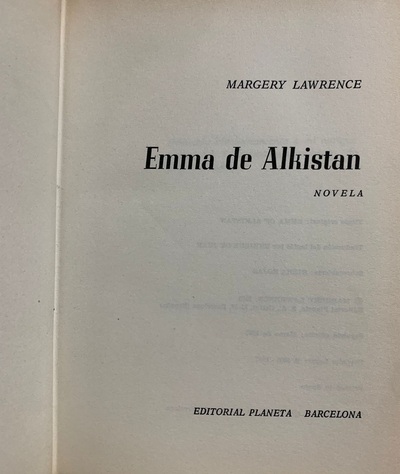 MARGERY LAWRENCE
Emma de Alkistan
NOVELA
EDITORIAL PLANETA BARCELONA